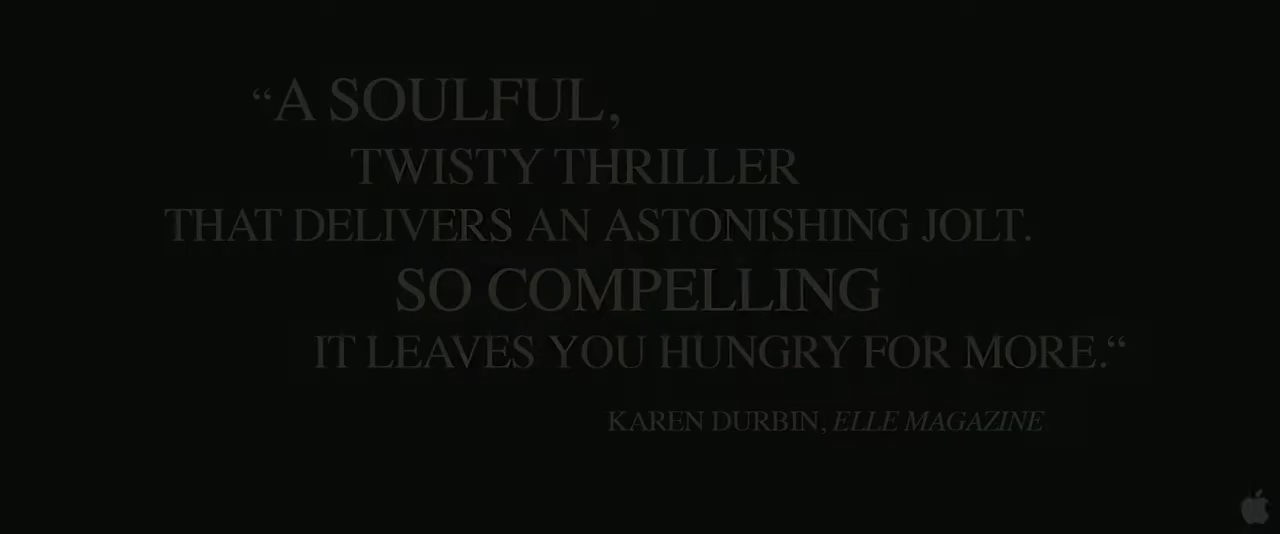 “A SOULFUL,
TWISTY THRILLER
THAT DELIVERS AN ASTONISHING JOLT.
SO COMPELLING
IT LEAVES YOU HUNGRY FOR MORE.“
KAREN DURBIN, ELLE MAGAZINE